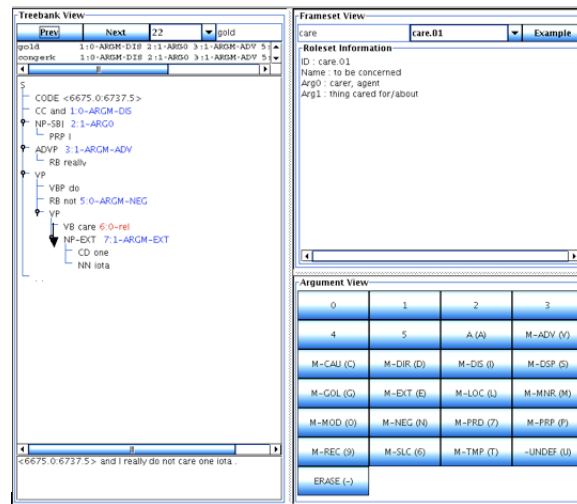 Treebank View
Prev Next 22 gold
gold 1:0-ARGM-DIS 2:1-ARG0 3:1-ARGM-ADV 5:
congerk 1:0-ARGM-DIS 2:1-ARG0 3:1-ARGM-ADV 5:
S
CODE <6675.0:6737.5>
CC and 1:0-ARGM-DIS
NP-SBJ 2:1-ARG0
PRP I
ADVP 3:1-ARGM-ADV
RB really
VP
VBP do
RB not 5:0-ARGM-NEG
VP
VB care 6:0-rel
NP-EXT 7:1-ARGM-EXT
CD one
NN iota
. .
<6675.0:6737.5> and I really do not care one iota .
Frameset View
care care.01 Example
Roleset Information
ID : care.01
Name : to be concerned
Arg0 : carer, agent
Arg1 : thing cared for/about
Argument View
0 1 2 3
4 5 A (A) M-ADV (V)
M-CAU (C) M-DIR (D) M-DIS (I) M-DSP (S)
M-GOL (G) M-EXT (E) M-LOC (L) M-MNR (M)
M-MOD (O) M-NEG (N) M-PRD (7) M-PRP (P)
M-REC (9) M-SLC (6) M-TMP (T) -UNDEF (U)
ERASE (-)